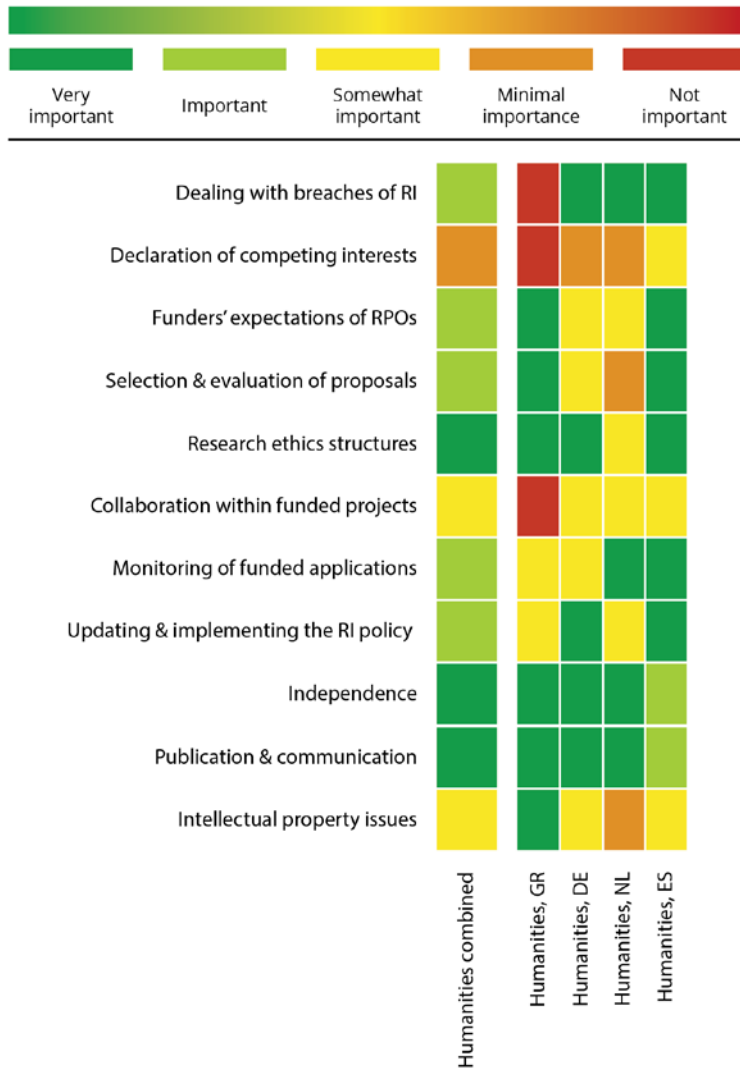 Very
important
Important
Somewhat
important
Minimal
importance
Not
important
Dealing with breaches of RI
Declaration of competing interests
Funders’ expectations of RPOs
Selection & evaluation of proposals
Research ethics structures
Collaboration within funded projects
Monitoring of funded applications
Updating & implementing the RI policy
Independence
Publication & communication
Intellectual property issues
Humanities combined
Humanities, GR
Humanities, DE
Humanities, NL
Humanities, ES